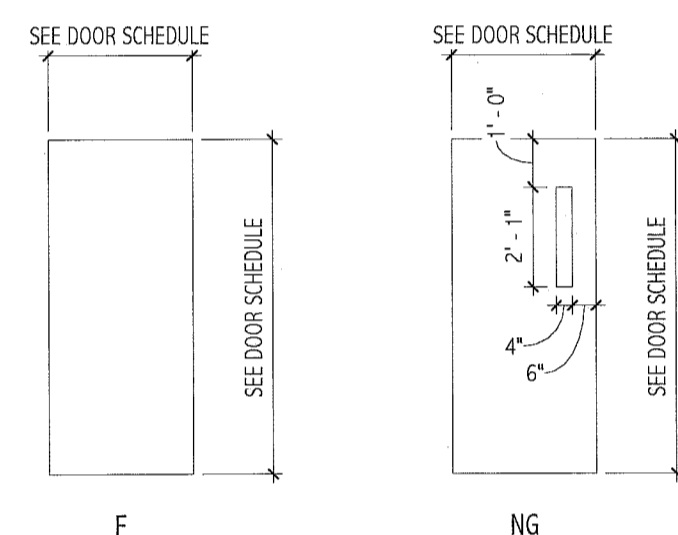 SEE DOOR SCHEDULE
SEE DOOR SCHEDULE
F
SEE DOOR SCHEDULE
1' - 0"
2' - 1"
4"
6"
SEE DOOR SCHEDULE
NG